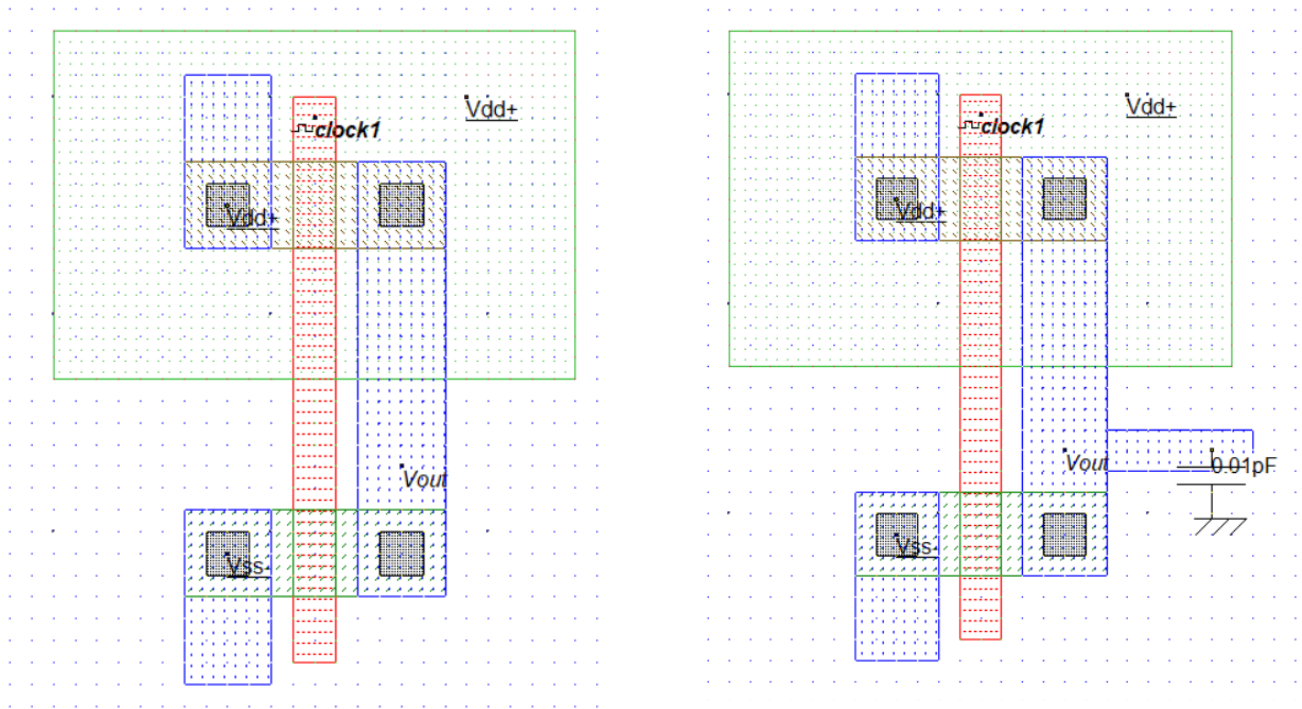 Vdd+
clock1
Vdd+
Vout
Vss-
Vdd+
clock1
Vdd+
Vout
0.01pF
Vss-